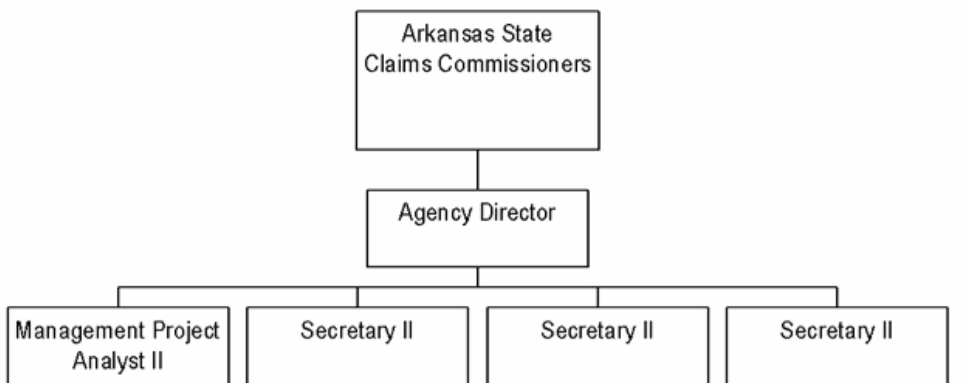 Arkansas State
Claims Commissioners
Agency Director
Management Project
Analyst II
Secretary II
Secretary II
Secretary II